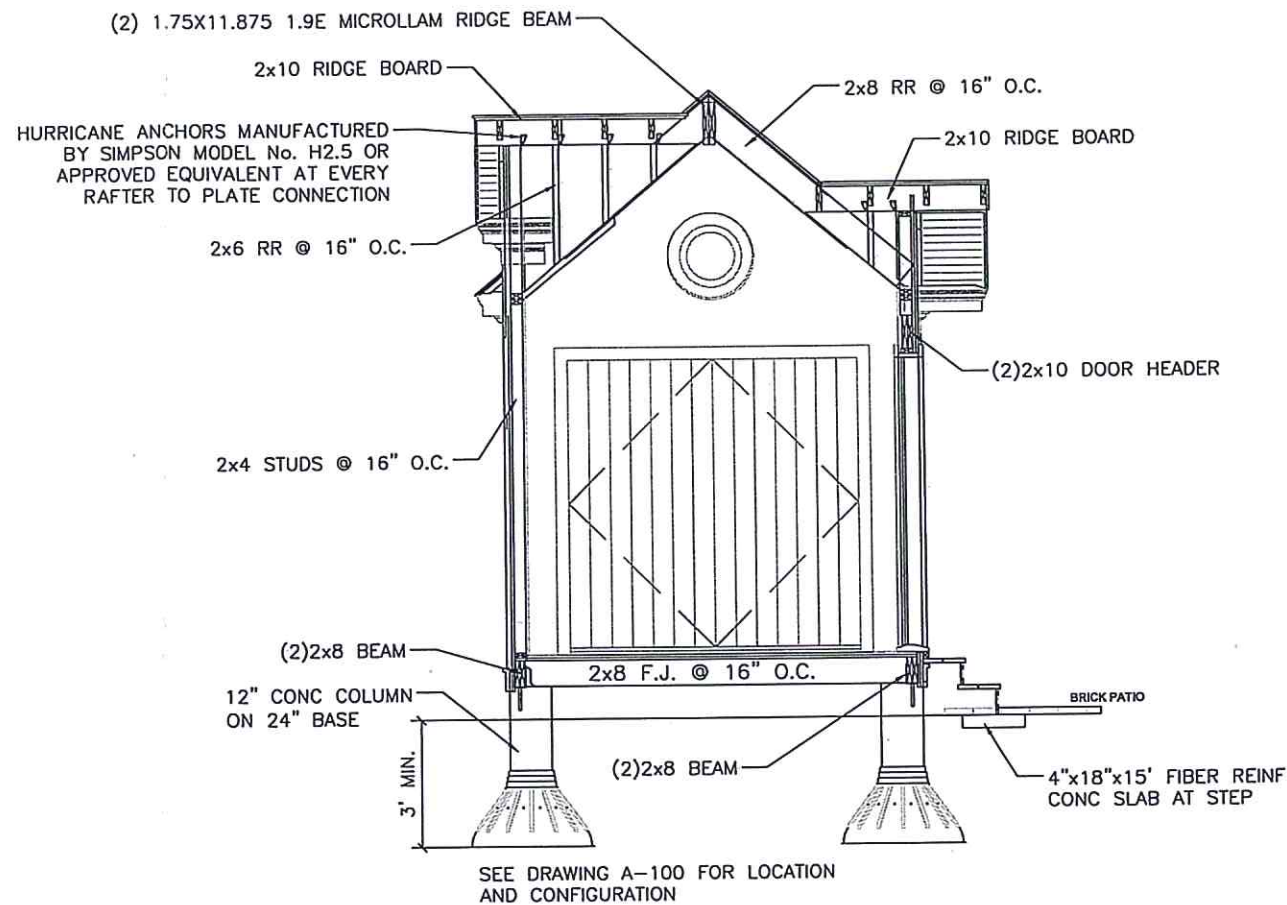 (2) 1.75X11.875 1.9E MICROLLAM RIDGE BEAM
2x10 RIDGE BOARD
2x8 RR @ 16" O.C.
HURRICANE ANCHORS MANUFACTURED
BY SIMPSON MODEL No. H2.5 OR
APPROVED EQUIVALENT AT EVERY
RAFTER TO PLATE CONNECTION
2x10 RIDGE BOARD
2x6 RR @ 16" O.C.
(2)2x10 DOOR HEADER
2x4 STUDS @ 16" O.C.
(2)2x8 BEAM
2x8 F.J. @ 16" O.C.
12" CONC COLUMN
ON 24" BASE
BRICK PATIO
3' MIN.
(2)2x8 BEAM
4"x18"x15' FIBER REINF
CONC SLAB AT STEP
SEE DRAWING A-100 FOR LOCATION
AND CONFIGURATION